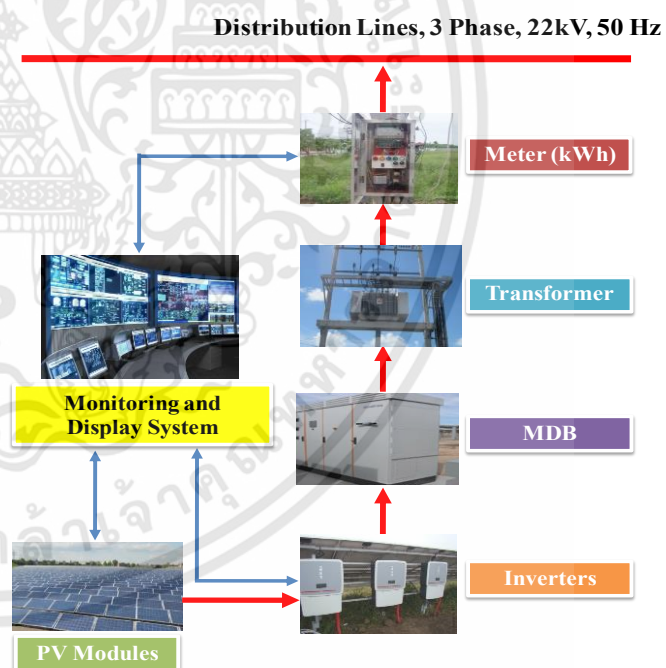 Distribution Lines, 3 Phase, 22kV, 50 Hz
Meter (kWh)
Transformer
Monitoring and
Display System
MDB
Inverters
PV Modules